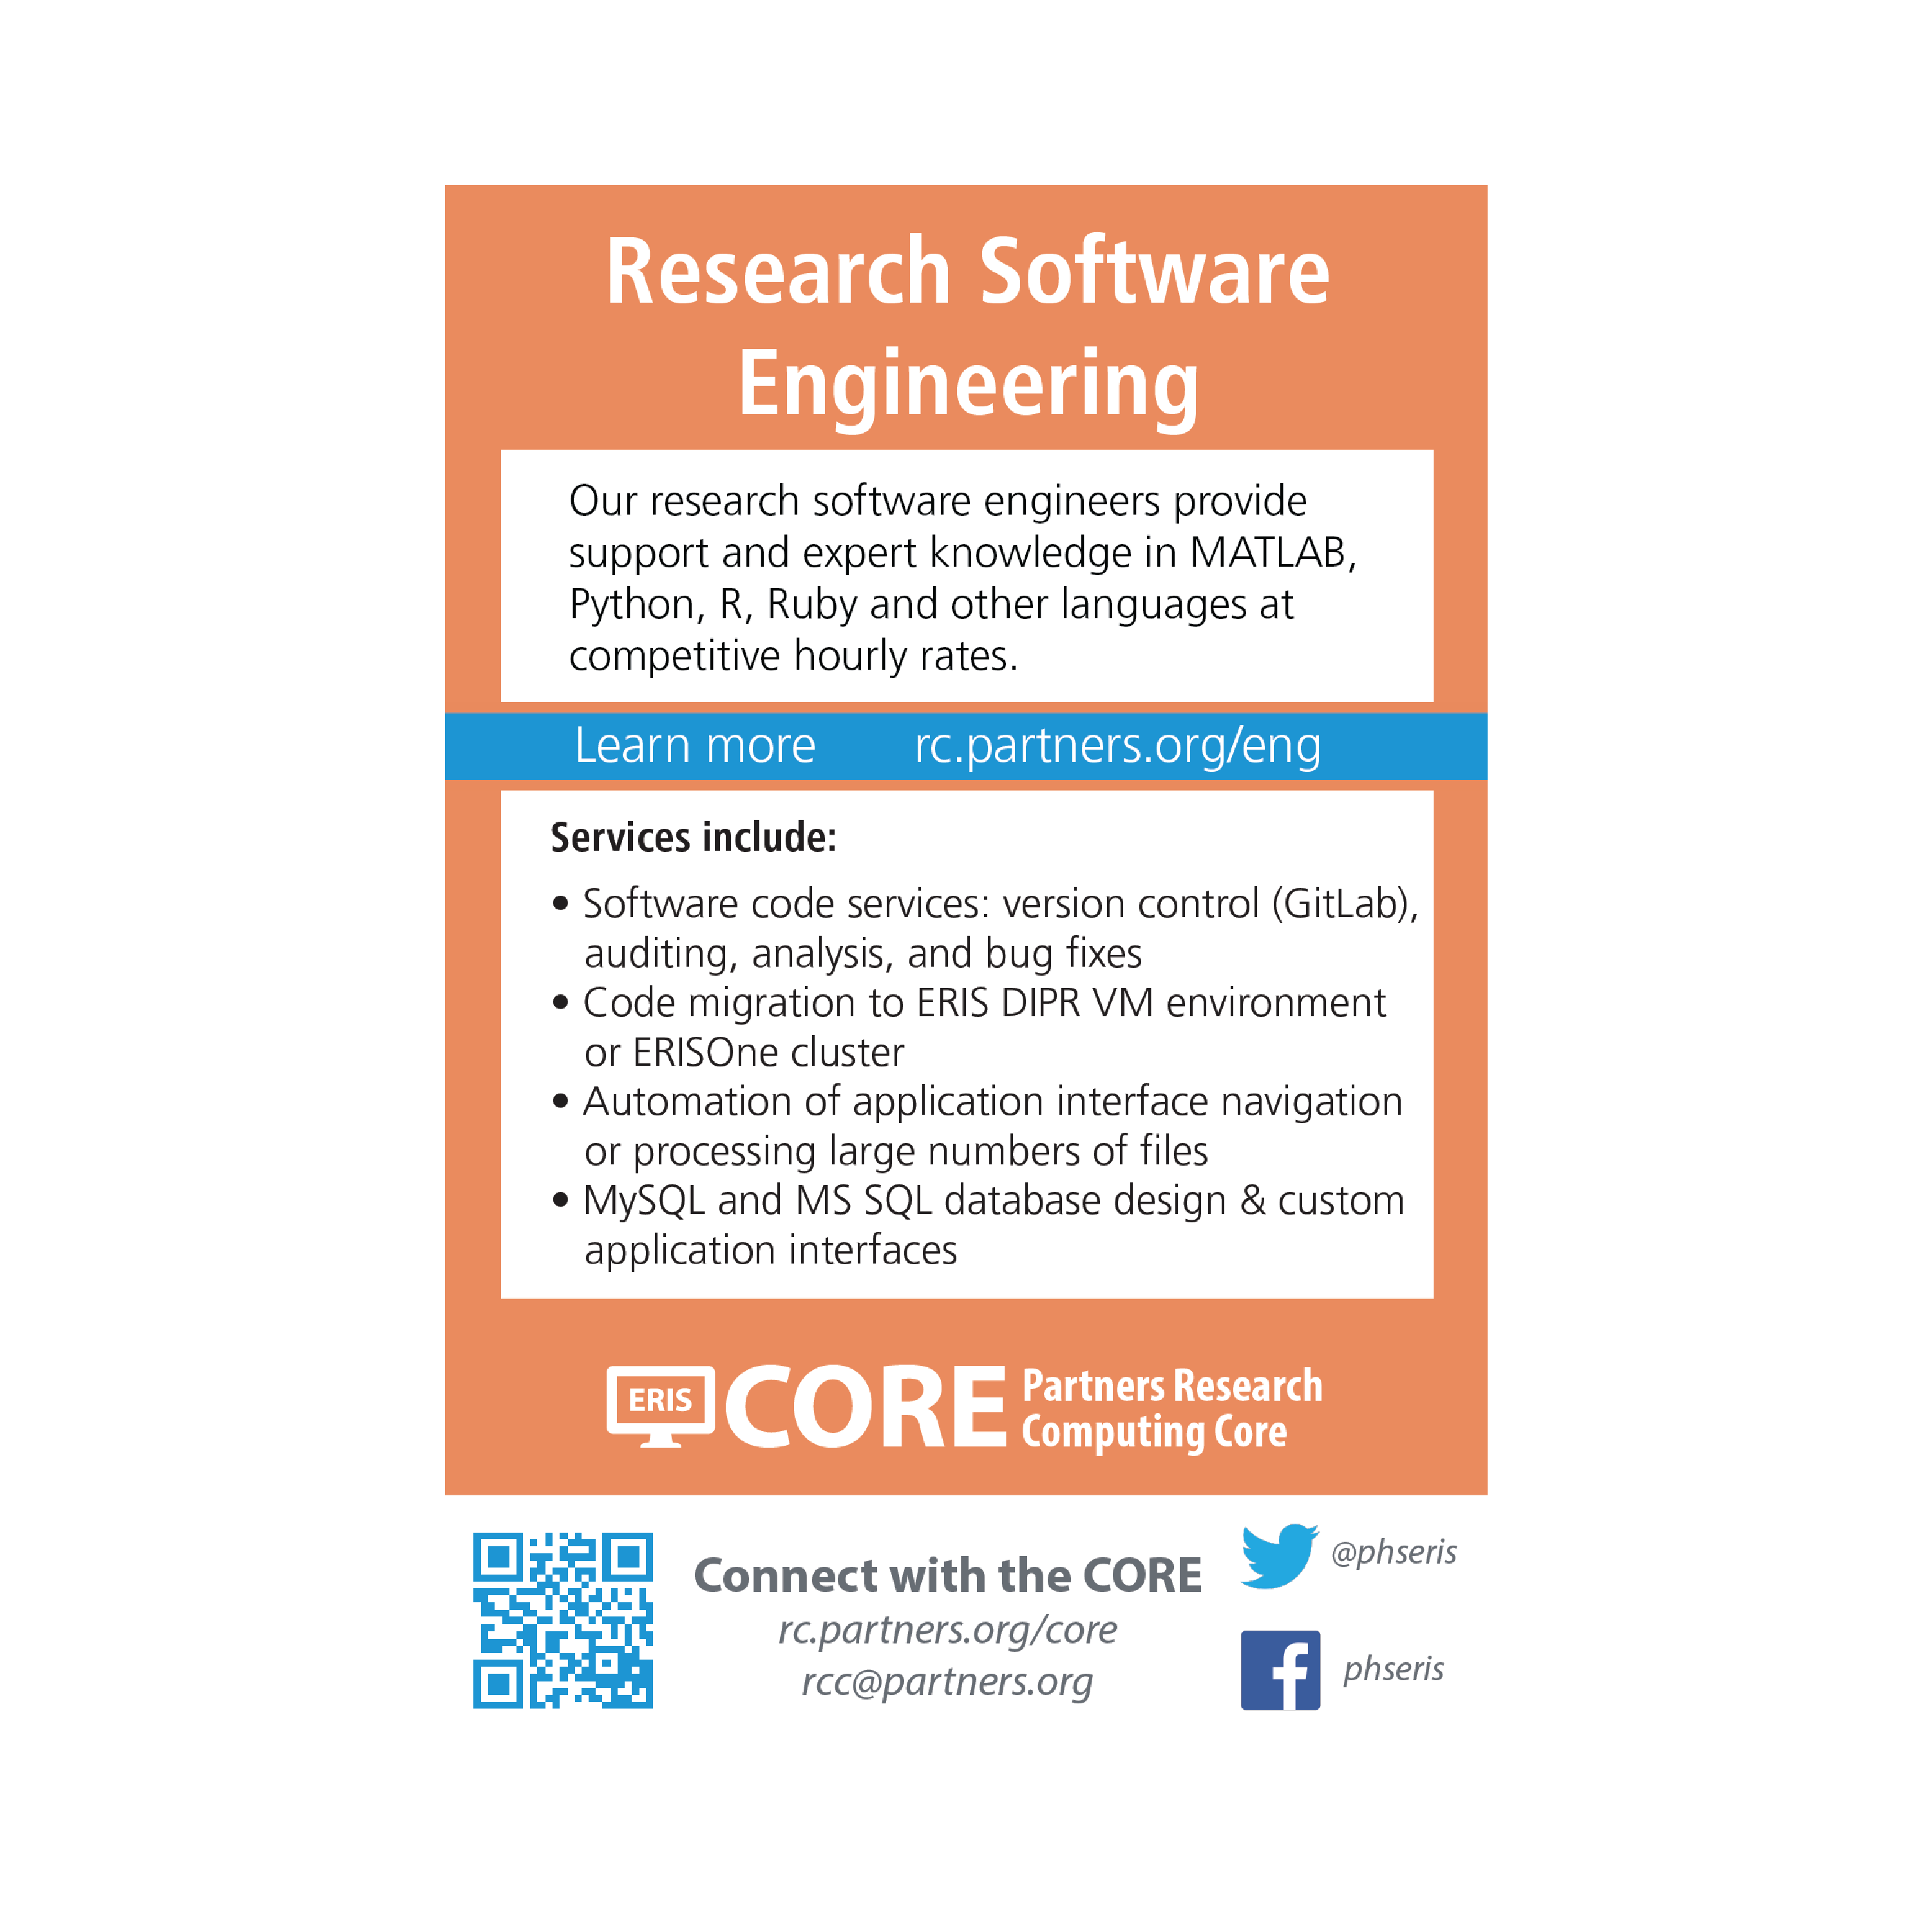 Research Software
Engineering
Our research software engineers provide
support and expert knowledge in MATLAB,
Python, R, Ruby and other languages at
competitive hourly rates.
Learn more rc.partners.org/eng
Services include:
• Software code services: version control (GitLab),
auditing, analysis, and bug fixes
• Code migration to ERIS DIPR VM environment
or ERISOne cluster
• Automation of application interface navigation
or processing large numbers of files
• MySQL and MS SQL database design & custom
application interfaces
ERIS CORE Partners Research
Computing Core
Connect with the CORE
rc.partners.org/core
rcc@partners.org
@phseris
phseris